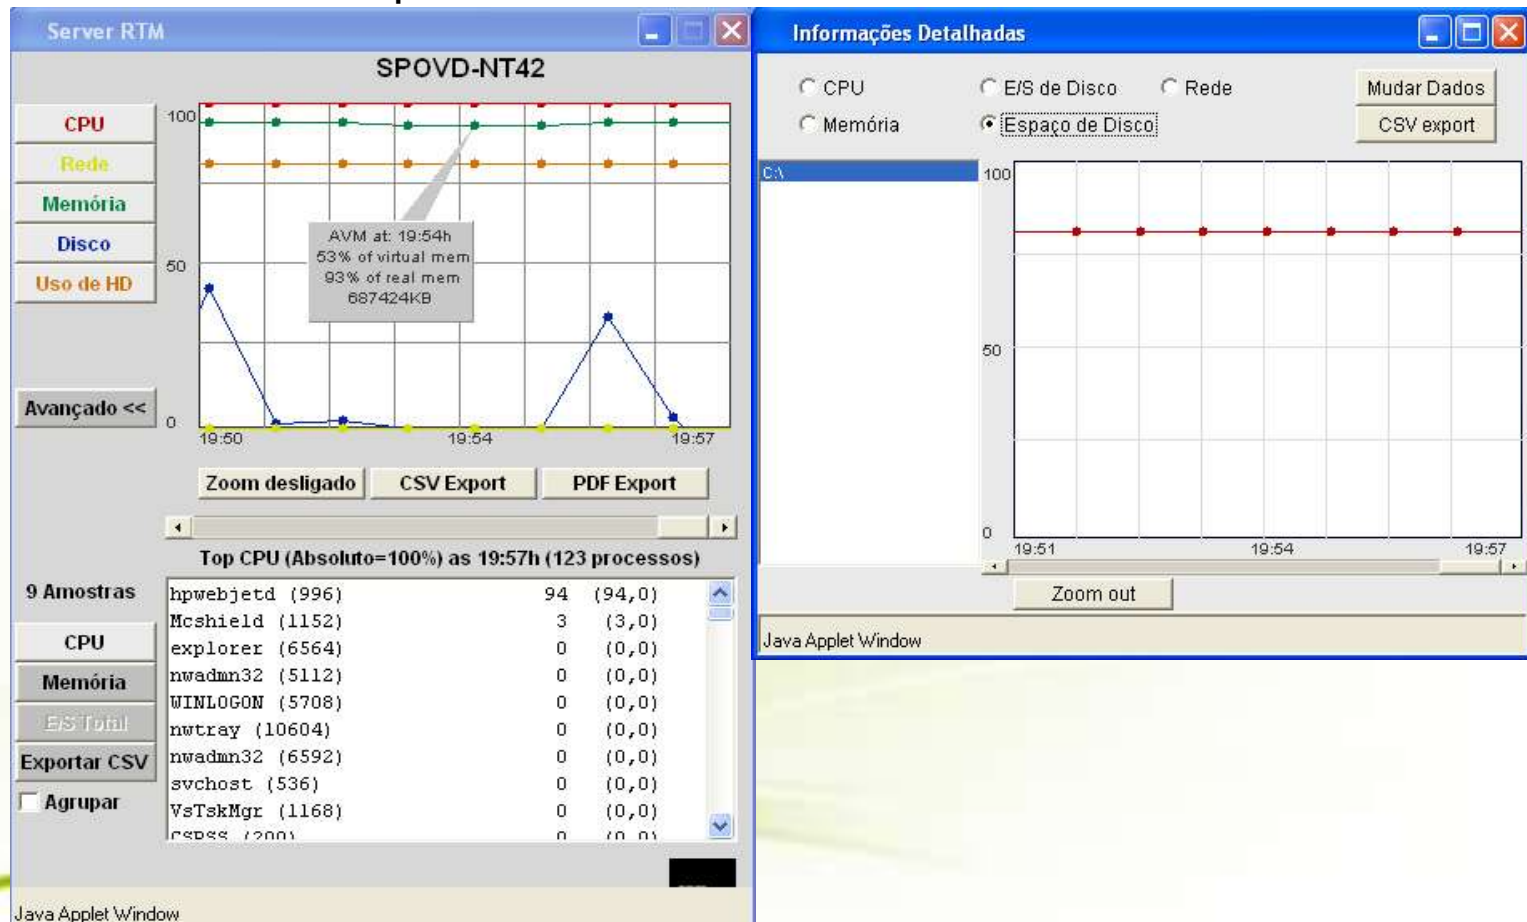 Server RTM
SPOVD-NT42
CPU
Rede
Memória
Disco
Uso de HD
Avançado <<
100
50
0
AVM at: 19:54h
53% of virtual mem
93% of real mem
687424KB
19:50 19:54 19:57
Zoom desligado CSV Export PDF Export
Top CPU (Absoluto=100%) as 19:57h (123 processos)
9 Amostras
CPU
Memória
E/S Total
Exportar CSV
Agrupar
hpwebjetd (996) 94 (94,0)
Mcshield (1152) 3 (3,0)
explorer (6564) 0 (0,0)
nwadmn32 (5112) 0 (0,0)
WINLOGON (5708) 0 (0,0)
nwtray (10604) 0 (0,0)
nwadmn32 (6592) 0 (0,0)
svchost (536) 0 (0,0)
VsTskMgr (1168) 0 (0,0)
Java Applet Window
Informações Detalhadas
CPU E/S de Disco Rede
Memória Espaço de Disco
Mudar Dados
CSV export
C:\
100
50
0
19:51 19:54 19:57
Zoom out
Java Applet Window